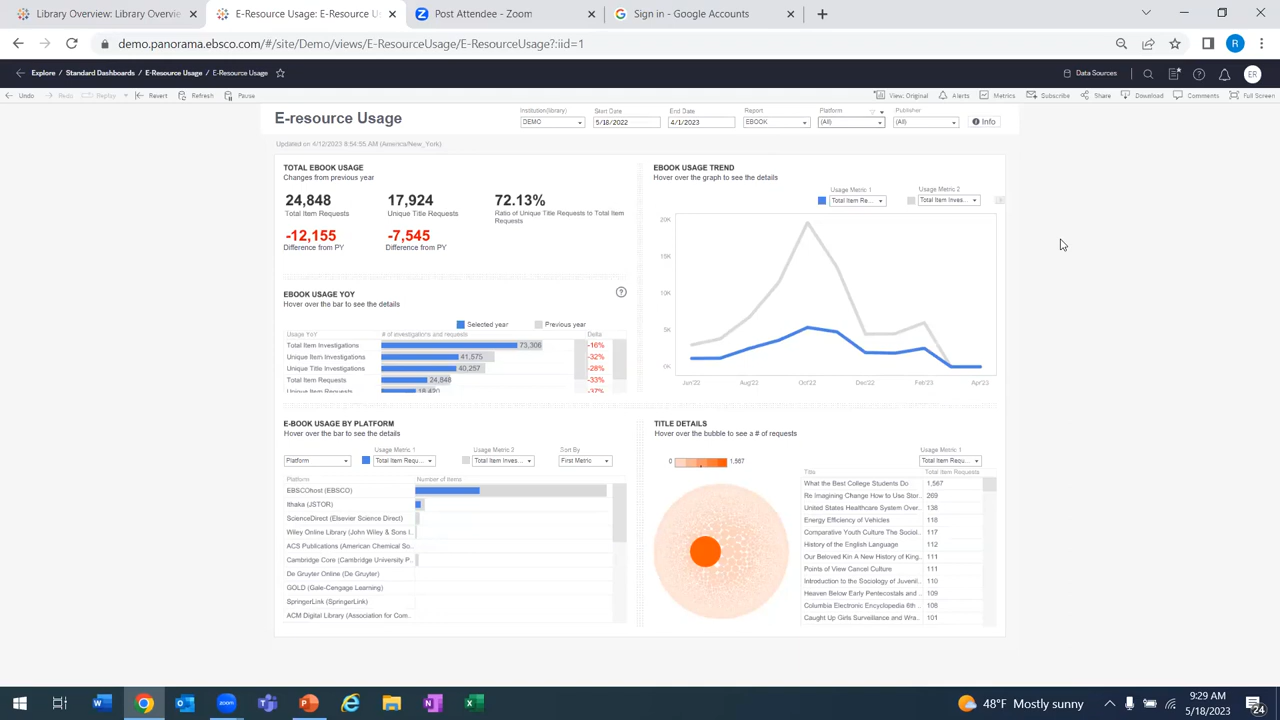 Library Overview: Library Overvi
E-Resource Usage: E-Resource Us
Post Attendee - Zoom
Sign in - Google Accounts
demo.panorama.ebsco.com/#/site/Demo/views/E-ResourceUsage/E-ResourceUsage?:iid=1
R
Explore / Standard Dashboards / E-Resource Usage / E-Resource Usage
Data Sources
ER
Undo
Redo
Replay
Revert
Refresh
Pause
View: Original
Alerts
Metrics
Subscribe
Share
Download
Comments
Full Screen
E-resource Usage
Institution(library)
Start Date
End Date
Report
Platform
Publisher
DEMO
5/18/2022
4/1/2023
EBOOK
(All)
(All)
Info
Updated on 4/12/2023 8:54:55 AM (America/New_York)
TOTAL EBOOK USAGE
Changes from previous year
24,848
Total Item Requests
17,924
Unique Title Requests
72.13%
Ratio of Unique Title Requests to Total Item
Requests
-12,155
Difference from PY
-7,545
Difference from PY
EBOOK USAGE TREND
Hover over the graph to see the details
Usage Metric 1
Total Item Re...
Usage Metric 2
Total Item Inves...
20K
15K
10K
5K
0K
Jun'22
Aug'22
Oct'22
Dec'22
Feb'23
Apr'23
EBOOK USAGE YOY
Hover over the bar to see the details
?
Selected year
Previous year
Usage YoY
# of investigations and requests
Delta
Total Item Investigations 73,306 -16%
Unique Item Investigations 41,575 -32%
Unique Title Investigations 40,257 -28%
Total Item Requests 24,848 -33%
Unique Item Requests 18,420 -37%
E-BOOK USAGE BY PLATFORM
Hover over the bar to see the details
Platform
Usage Metric 1
Total Item Requ...
Usage Metric 2
Total Item Inves...
Sort By
First Metric
Platform
Number of items
EBSCOhost (EBSCO)
Ithaka (JSTOR)
ScienceDirect (Elsevier Science Direct)
Wiley Online Library (John Wiley & Sons I..
ACS Publications (American Chemical So..
Cambridge Core (Cambridge University P..
De Gruyter Online (De Gruyter)
GOLD (Gale-Cengage Learning)
SpringerLink (SpringerLink)
ACM Digital Library (Association for Com..
TITLE DETAILS
Hover over the bubble to see a # of requests
0
1,567
Usage Metric 1
Total Item Requ...
Title
Total Item Requests
What the Best College Students Do 1,567
Re Imagining Change How to Use Stor.. 269
United States Healthcare System Over.. 138
Energy Efficiency of Vehicles 118
Comparative Youth Culture The Sociol.. 117
History of the English Language 112
Our Beloved Kin A New History of King.. 111
Points of View Cancel Culture 111
Introduction to the Sociology of Juvenil.. 110
Heaven Below Early Pentecostals and .. 109
Columbia Electronic Encyclopedia 6th .. 108
Caught Up Girls Surveillance and Wra.. 101
48°F Mostly sunny
9:29 AM
5/18/2023
24